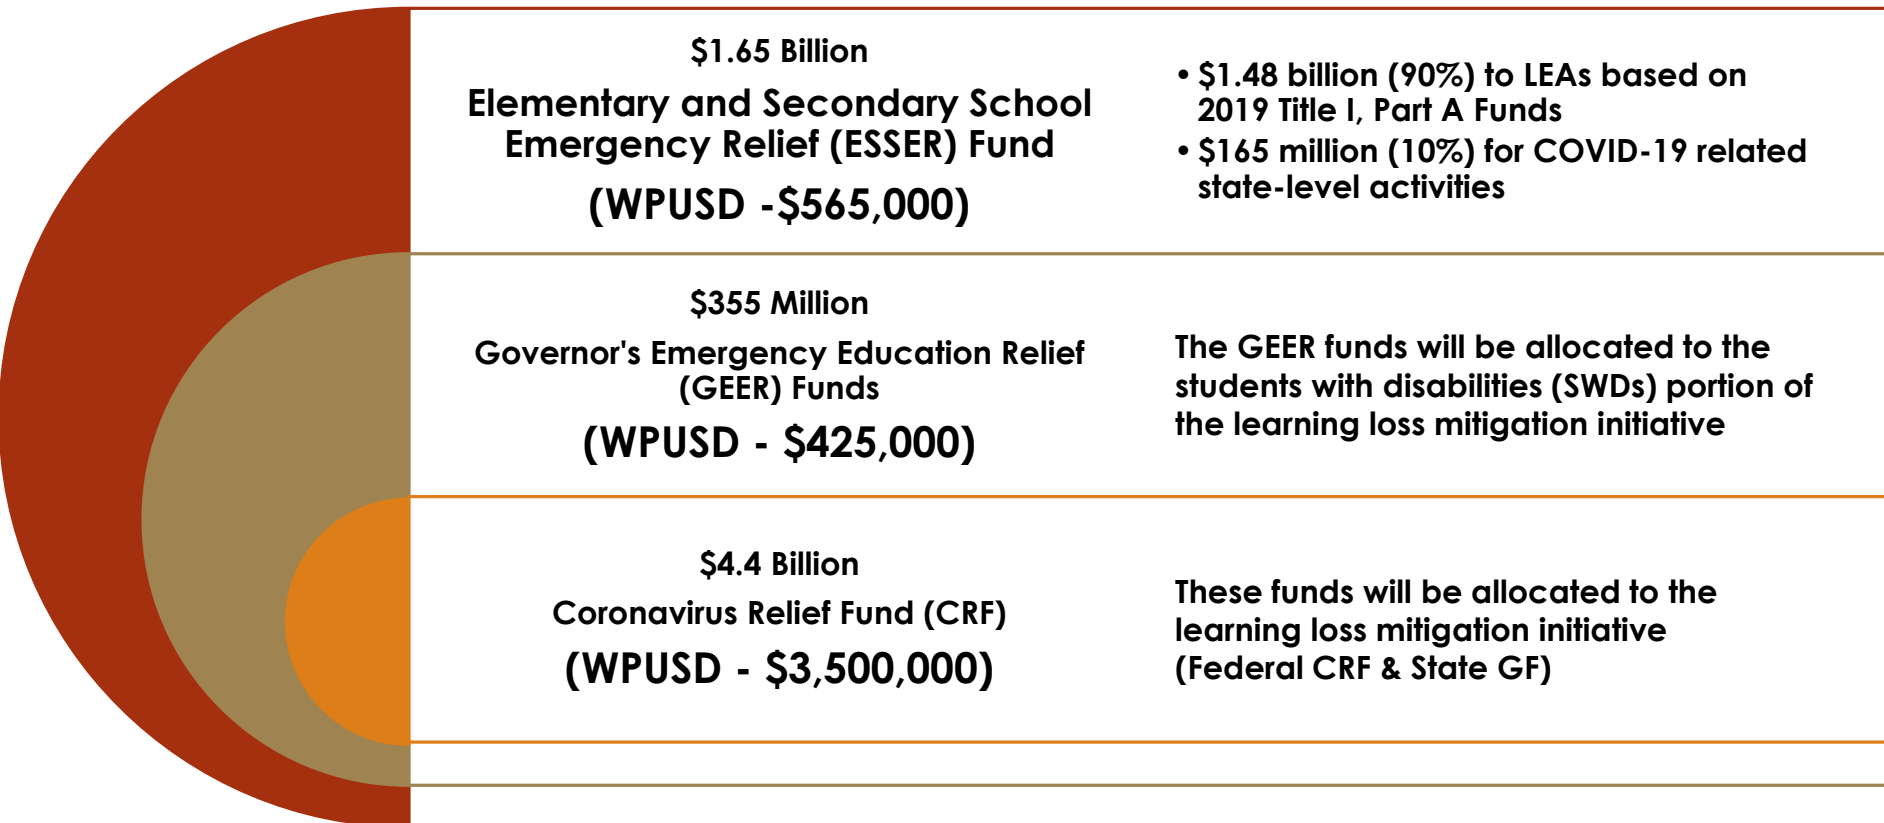 $1.65 Billion
Elementary and Secondary School
Emergency Relief (ESSER) Fund
(WPUSD -$565,000)
• $1.48 billion (90%) to LEAs based on
2019 Title I, Part A Funds
• $165 million (10%) for COVID-19 related
state-level activities
$355 Million
Governor's Emergency Education Relief
(GEER) Funds
(WPUSD - $425,000)
The GEER funds will be allocated to the
students with disabilities (SWDs) portion of
the learning loss mitigation initiative
$4.4 Billion
Coronavirus Relief Fund (CRF)
(WPUSD - $3,500,000)
These funds will be allocated to the
learning loss mitigation initiative
(Federal CRF & State GF)